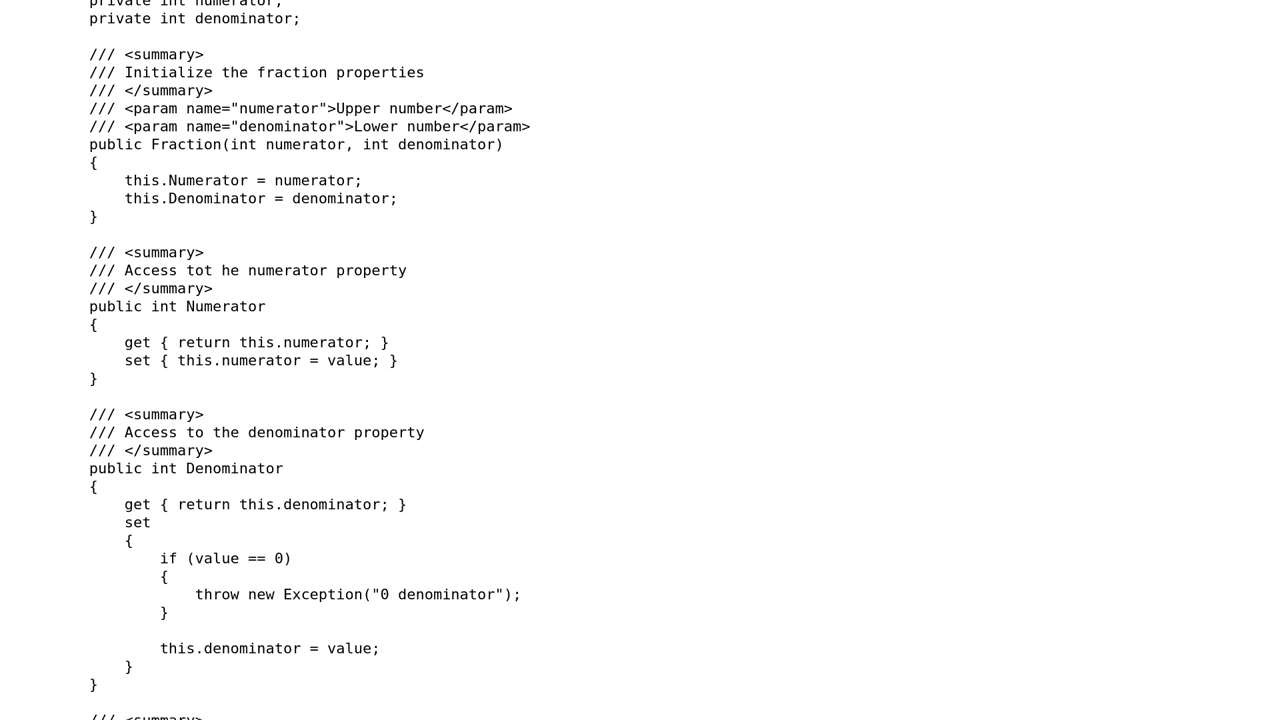 private int numerator;
private int denominator;

/// <summary>
/// Initialize the fraction properties
/// </summary>
/// <param name="numerator">Upper number</param>
/// <param name="denominator">Lower number</param>
public Fraction(int numerator, int denominator)
{
    this.Numerator = numerator;
    this.Denominator = denominator;
}

/// <summary>
/// Access tot he numerator property
/// </summary>
public int Numerator
{
    get { return this.numerator; }
    set { this.numerator = value; }
}

/// <summary>
/// Access to the denominator property
/// </summary>
public int Denominator
{
    get { return this.denominator; }
    set
    {
        if (value == 0)
        {
            throw new Exception("0 denominator");
        }

        this.denominator = value;
    }
}

/// <summary>